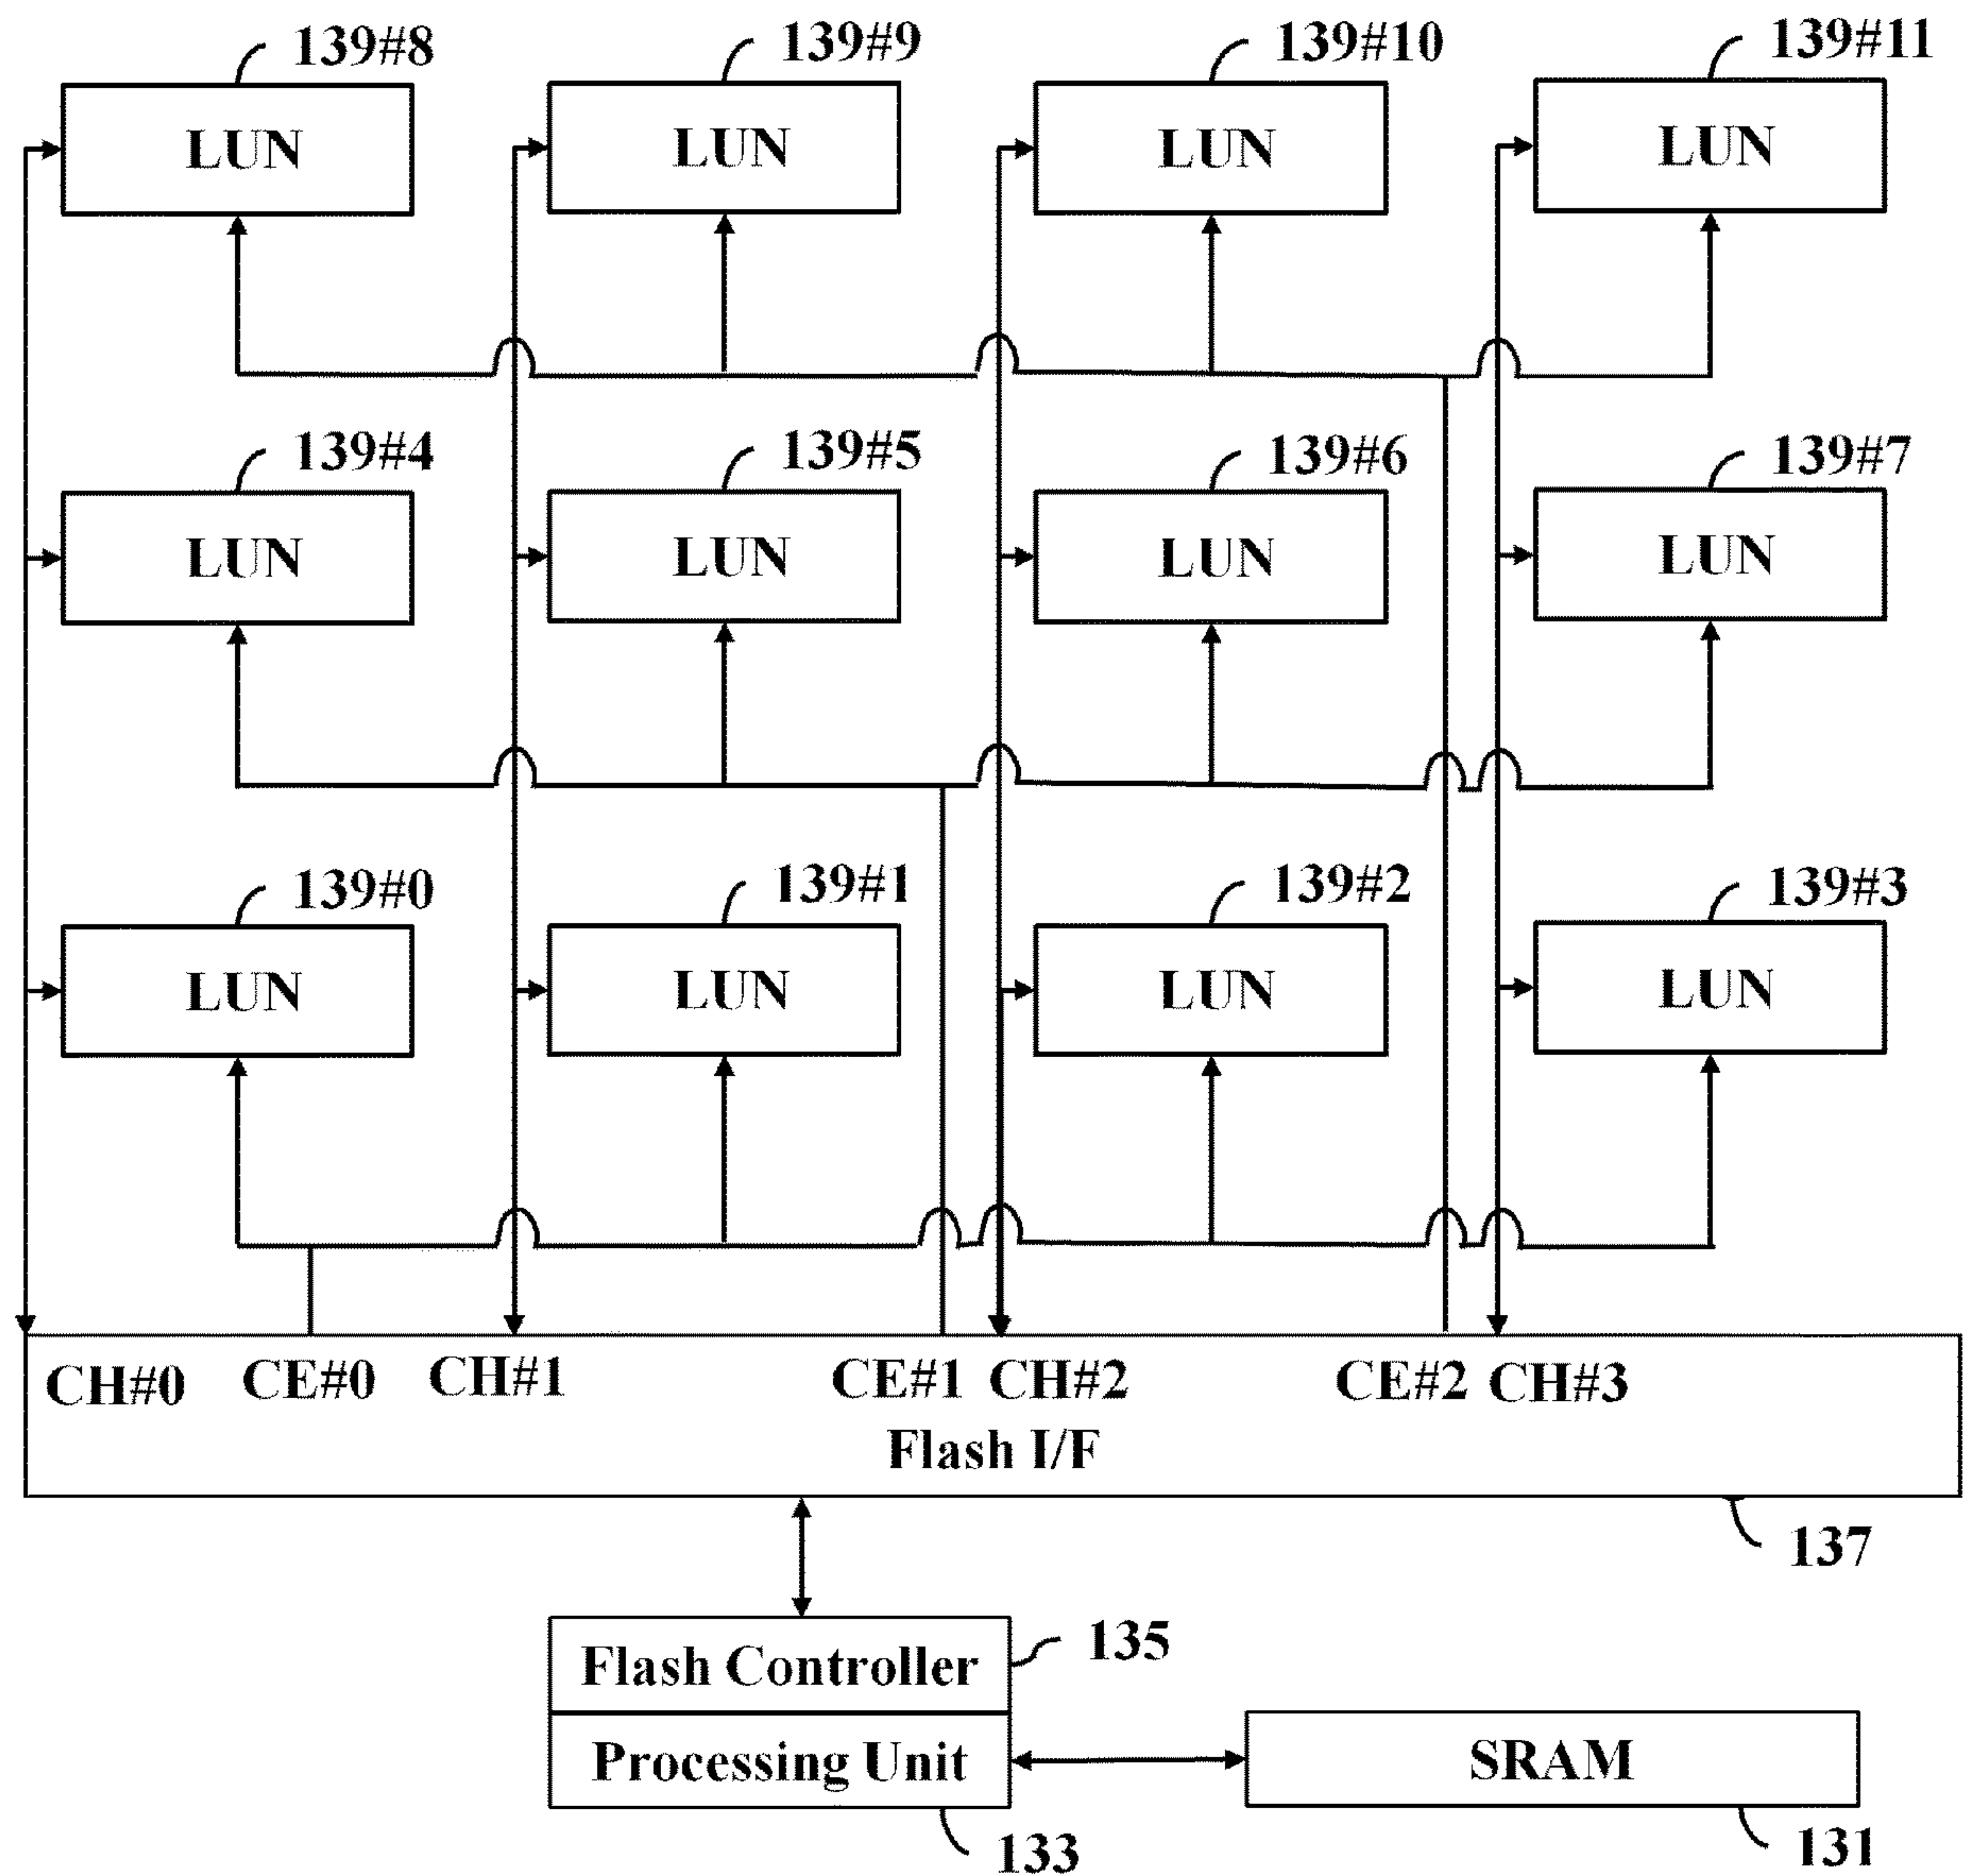 139#8 139#9 139#10 139#11
LUN LUN LUN LUN
139#4 139#5 139#6 139#7
LUN LUN LUN LUN
139#0 139#1 139#2 139#3
LUN LUN LUN LUN
CH#0 CE#0 CH#1 CE#1 CH#2 CE#2 CH#3
Flash I/F
137
Flash Controller 135
Processing Unit SRAM
133 131